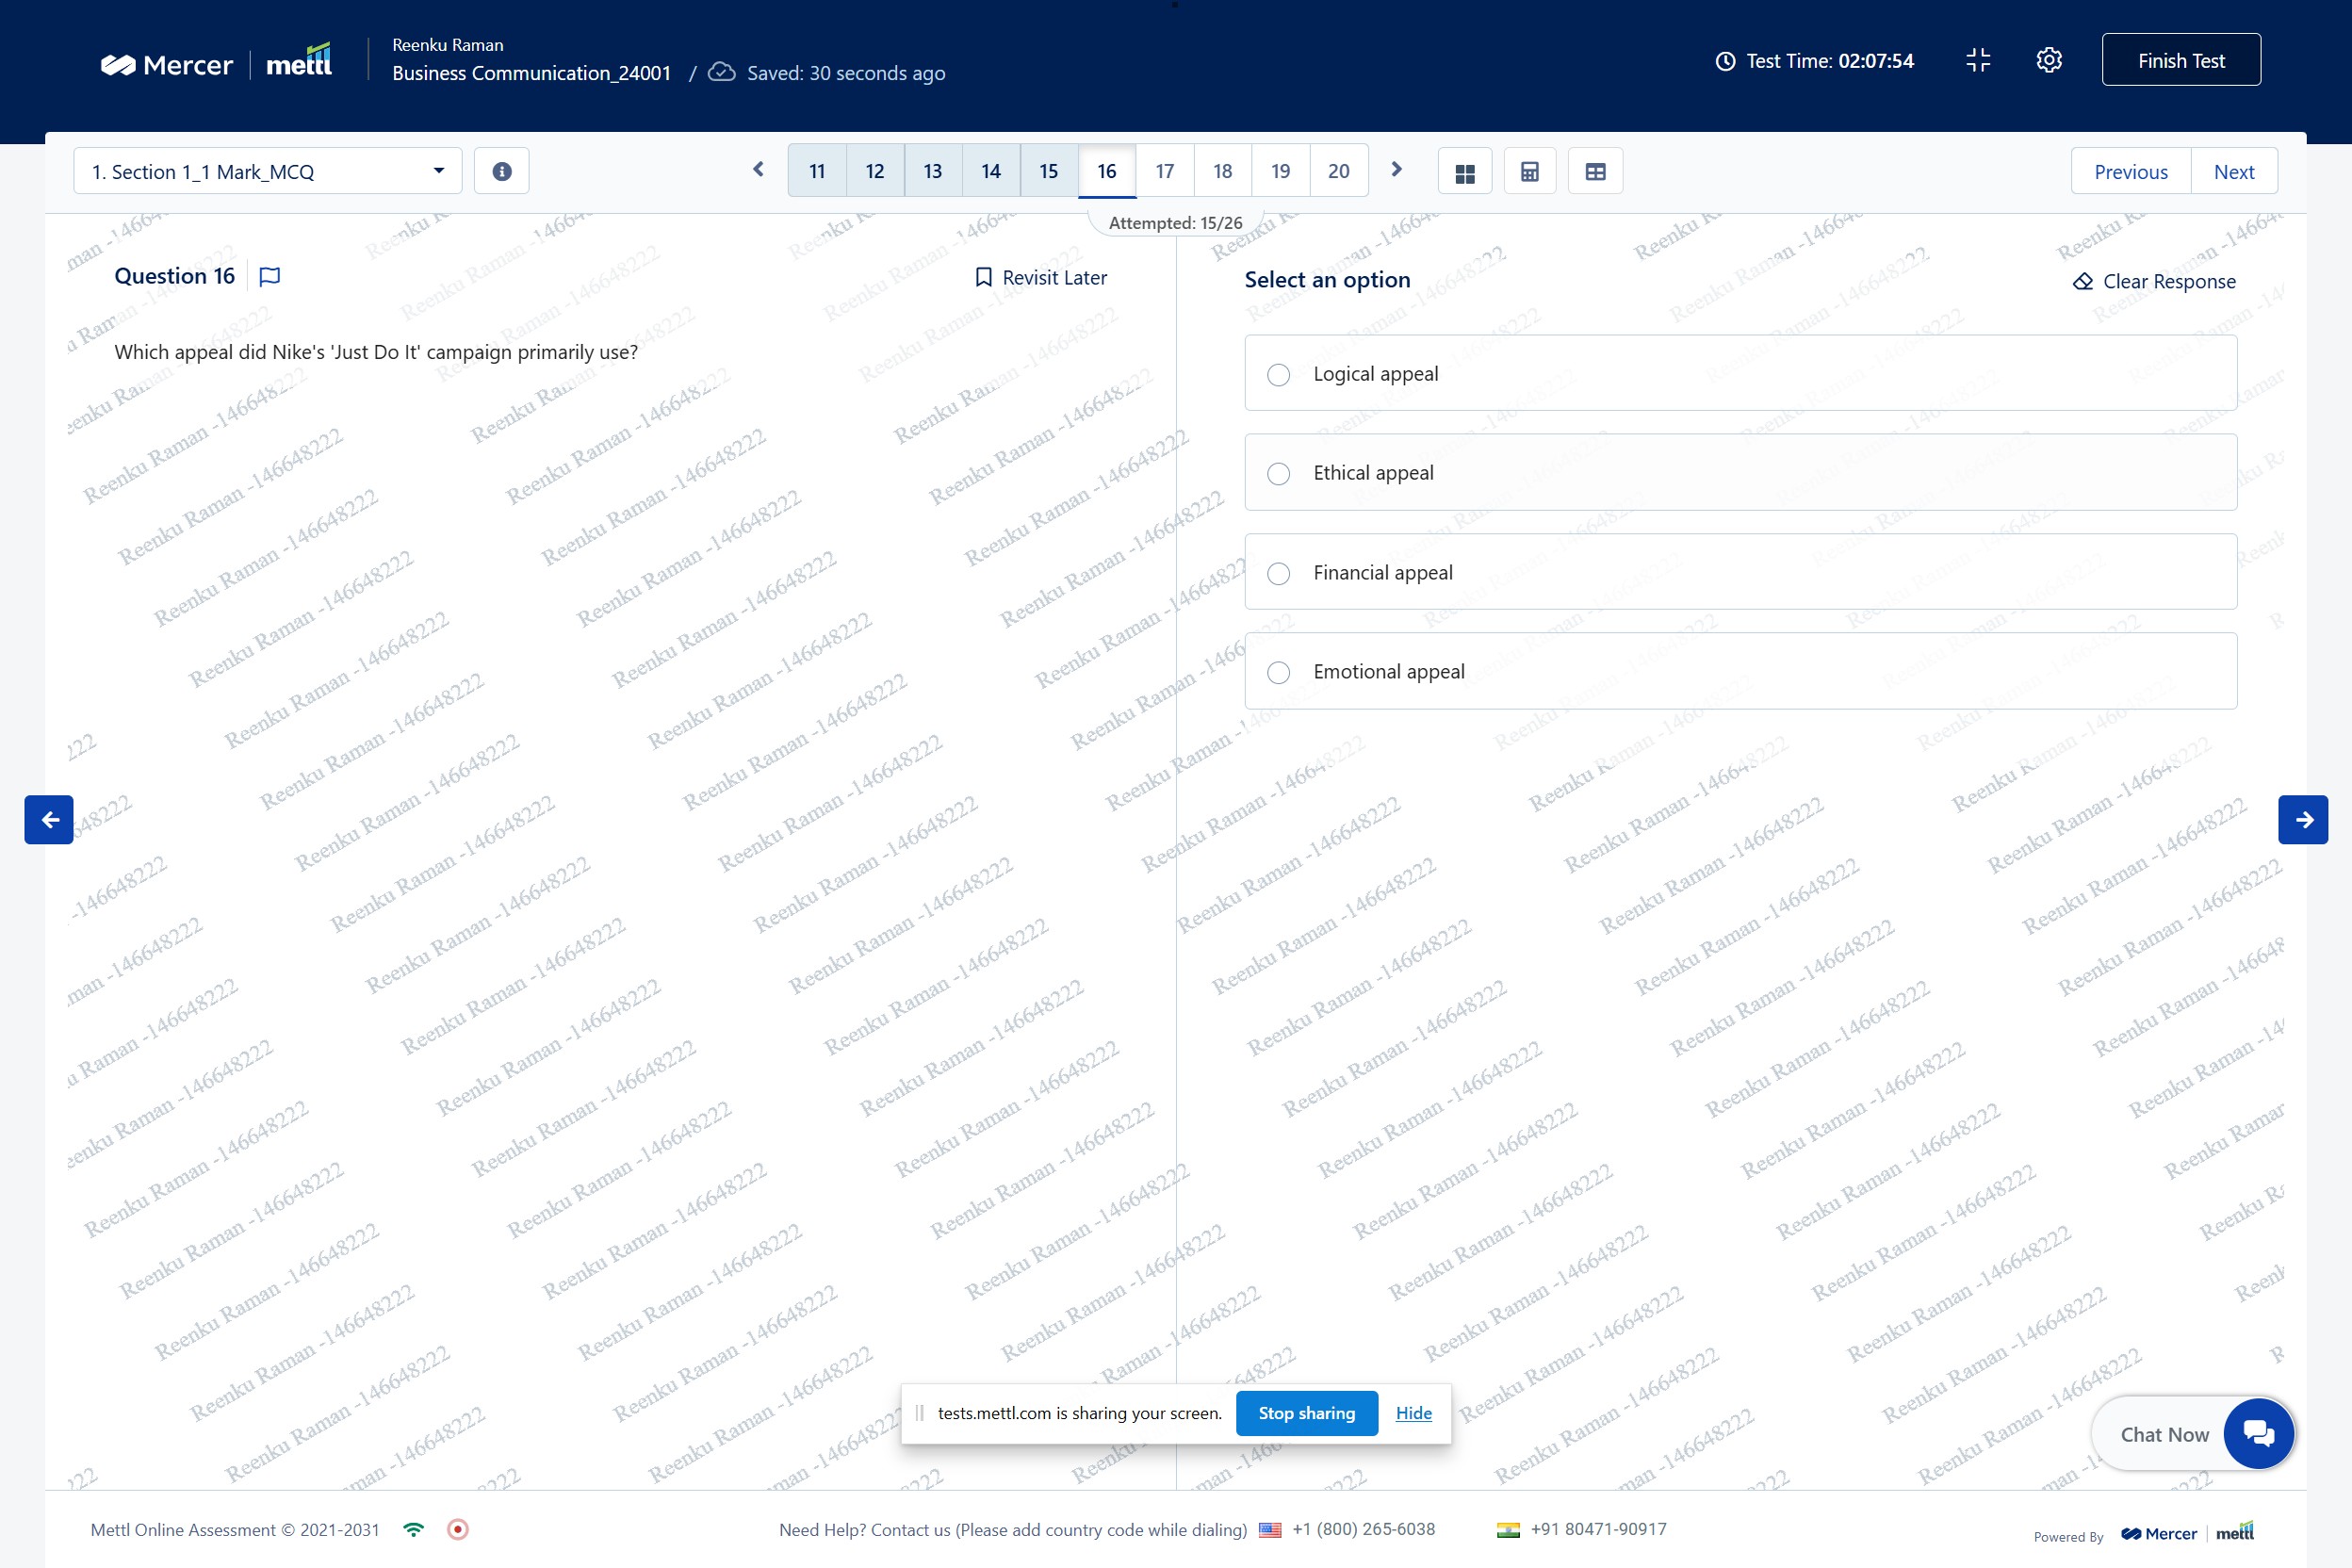 Mercer | mettl
Reenku Raman
Business Communication_24001 / Saved: 30 seconds ago
Test Time: 02:07:54
Finish Test
1. Section 1_1 Mark_MCQ
11 12 13 14 15 16 17 18 19 20
Previous Next
Attempted: 15/26
Question 16
Revisit Later
Which appeal did Nike's 'Just Do It' campaign primarily use?
Select an option
Clear Response
Logical appeal
Ethical appeal
Financial appeal
Emotional appeal
Reenku Raman -146648222
tests.mettl.com is sharing your screen. Stop sharing Hide
Chat Now
Mettl Online Assessment © 2021-2031
Need Help? Contact us (Please add country code while dialing) +1 (800) 265-6038 +91 80471-90917
Powered By Mercer | mettl